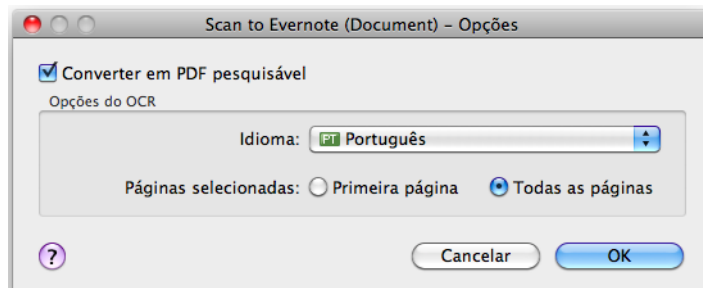 Scan to Evernote (Document) – Opções
Converter em PDF pesquisável
Opções do OCR
Idioma: PT Português
Páginas selecionadas: Primeira página Todas as páginas
? Cancelar OK